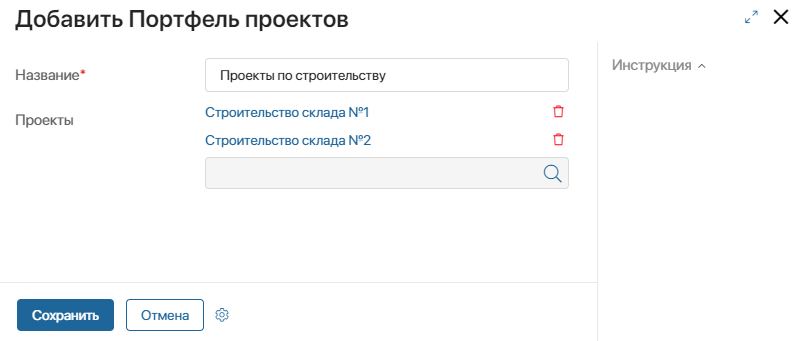 Добавить Портфель проектов
Название*
Проекты по строительству
Инструкция
Проекты
Строительство склада №1
Строительство склада №2
Сохранить
Отмена